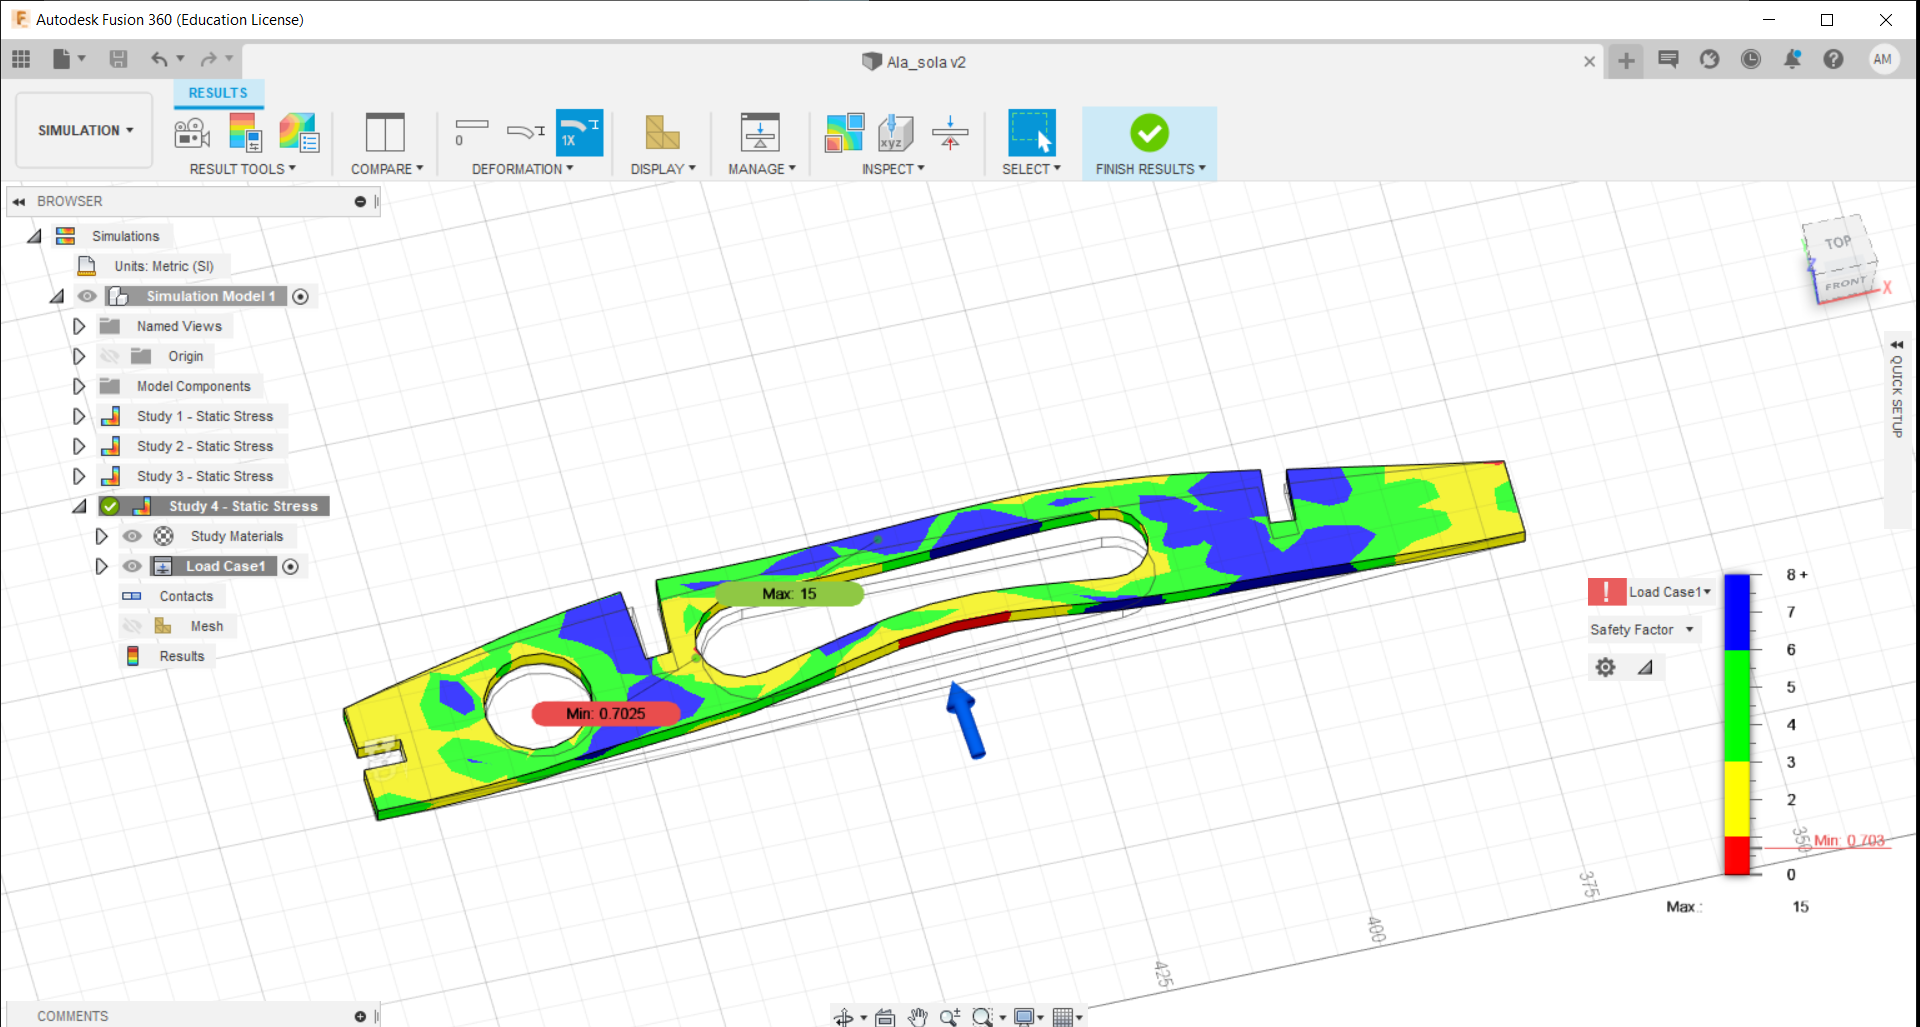 Autodesk Fusion 360 (Education License)
Ala_sola v2
AM
RESULTS
SIMULATION
0
1X
xyz
RESULT TOOLS
COMPARE
DEFORMATION
DISPLAY
MANAGE
INSPECT
SELECT
FINISH RESULTS
BROWSER
Simulations
Units: Metric (SI)
Simulation Model 1
Named Views
Origin
Model Components
Study 1 - Static Stress
Study 2 - Static Stress
Study 3 - Static Stress
Study 4 - Static Stress
Study Materials
Load Case1
Contacts
Mesh
Results
TOP
FRONT
Z
X
QUICK SETUP
Max: 15
Min: 0.7025
Load Case1
Safety Factor
8 +
7
6
5
4
3
2
Min: 0.703
0
Max.: 15
350
375
400
425
COMMENTS